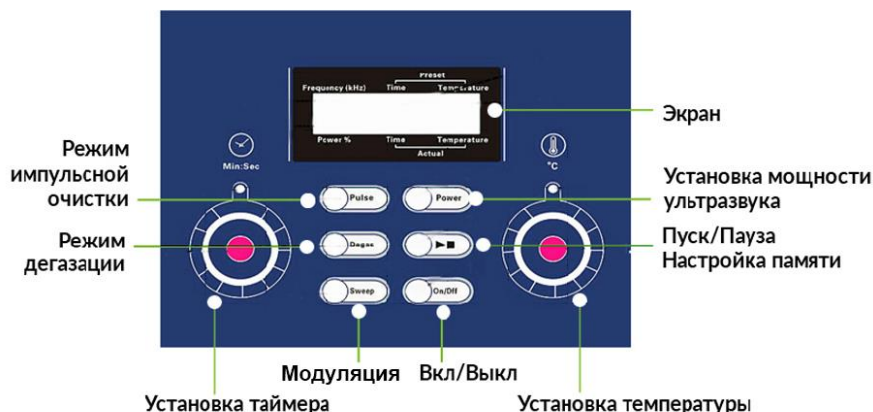 Preset
Frequency (kHz) Time Temperature
Экран
Power % Time Temperature
Actual
Min:Sec
°C
Режим
импульсной
очистки
Pulse
Power
Установка мощности
ультразвука
Режим
дегазации
Degas
Пуск/Пауза
Настройка памяти
Sweep
On/Off
Модуляция
Вкл/Выкл
Установка таймера
Установка температуры